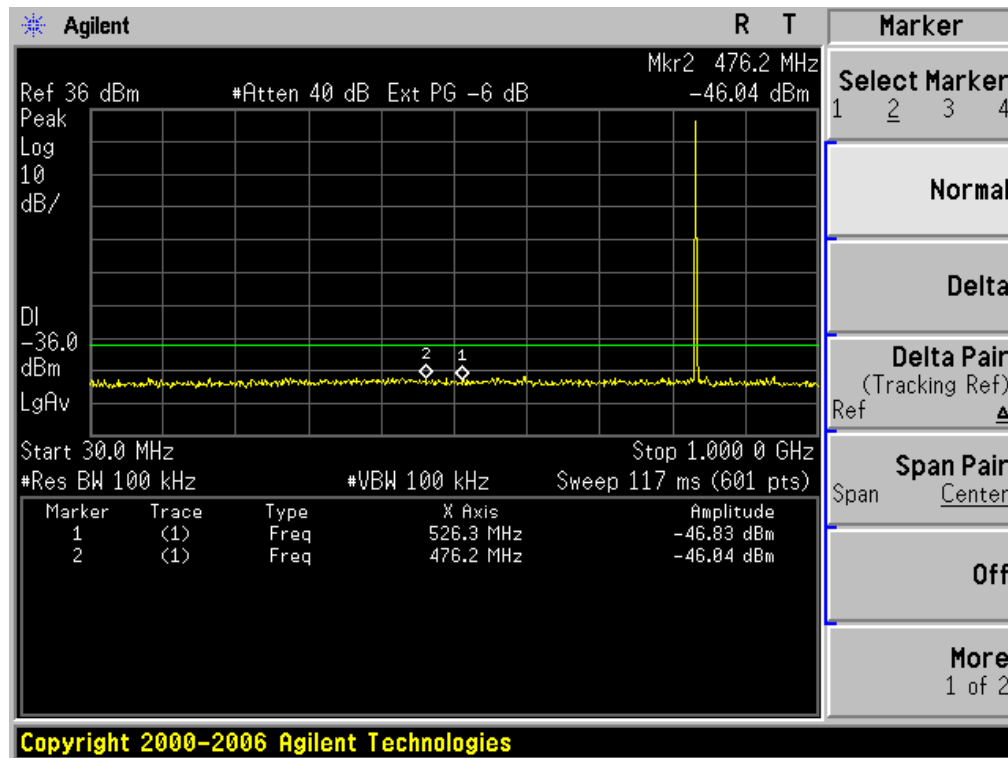 Agilent R T
Mkr2 476.2 MHz
Ref 36 dBm #Atten 40 dB Ext PG -6 dB -46.04 dBm
Peak
Log
10
dB/
DI
-36.0
dBm
LgAv
2 1
Start 30.0 MHz Stop 1.000 0 GHz
#Res BW 100 kHz #VBW 100 kHz Sweep 117 ms (601 pts)
Marker Trace Type X Axis Amplitude
1 (1) Freq 526.3 MHz -46.83 dBm
2 (1) Freq 476.2 MHz -46.04 dBm
Marker
Select Marker
1 2 3 4
Normal
Delta
Delta Pair
(Tracking Ref)
Ref Δ
Span Pair
Span Center
Off
More
1 of 2
Copyright 2000-2006 Agilent Technologies